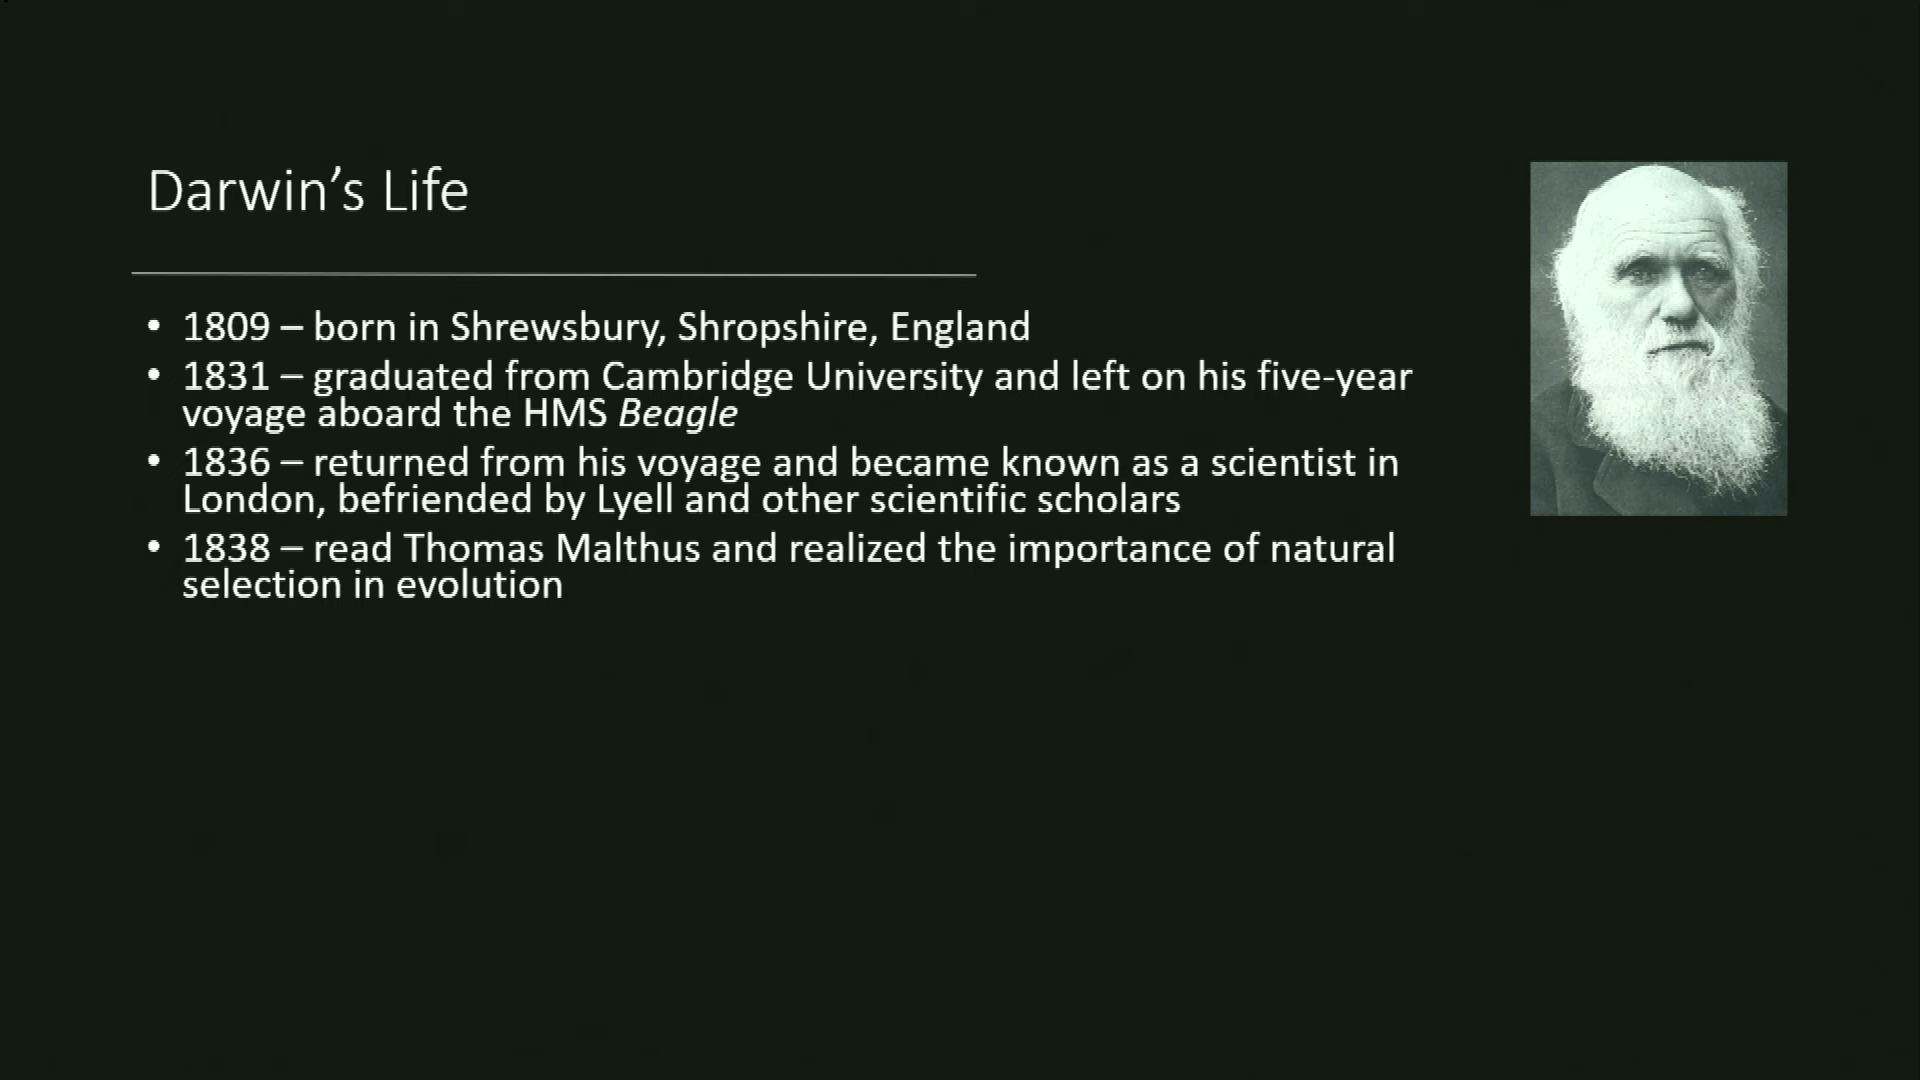 Darwin’s Life
• 1809 – born in Shrewsbury, Shropshire, England
• 1831 – graduated from Cambridge University and left on his five-year
voyage aboard the HMS Beagle
• 1836 – returned from his voyage and became known as a scientist in
London, befriended by Lyell and other scientific scholars
• 1838 – read Thomas Malthus and realized the importance of natural
selection in evolution